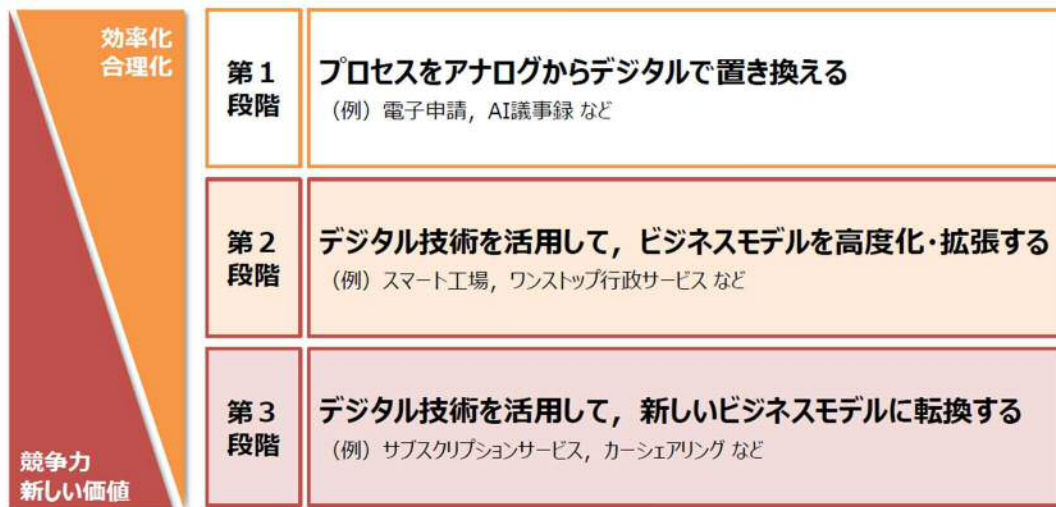 効率化
合理化
第１
段階
プロセスをアナログからデジタルで置き換える
（例）電子申請，AI議事録 など
第２
段階
デジタル技術を活用して，ビジネスモデルを高度化・拡張する
（例）スマート工場，ワンストップ行政サービス など
第３
段階
デジタル技術を活用して，新しいビジネスモデルに転換する
（例）サブスクリプションサービス，カーシェアリング など
競争力
新しい価値